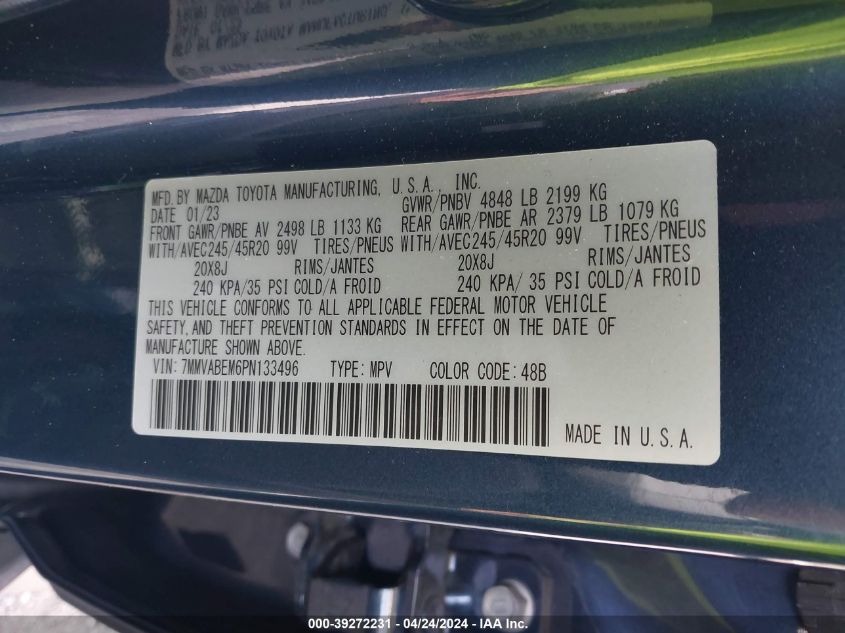 MFD. BY MAZDA TOYOTA MANUFACTURING, U.S.A., INC.
DATE 01/23 GVWR/PNBV 4848 LB 2199 KG
FRONT GAWR/PNBE AV 2498 LB 1133 KG REAR GAWR/PNBE AR 2379 LB 1079 KG
WITH/AVEC245/45R20 99V TIRES/PNEUS WITH/AVEC245/45R20 99V TIRES/PNEUS
20X8J RIMS/JANTES 20X8J RIMS/JANTES
240 KPA/35 PSI COLD/A FROID 240 KPA/ 35 PSI COLD/A FROID
THIS VEHICLE CONFORMS TO ALL APPLICABLE FEDERAL MOTOR VEHICLE
SAFETY, AND THEFT PREVENTION STANDARDS IN EFFECT ON THE DATE OF
MANUFACTURE SHOWN ABOVE.
VIN: 7MMVABEM6PN133496 TYPE: MPV COLOR CODE: 48B
MADE IN U.S.A.
000-39272231 - 04/24/2024 - IAA Inc.